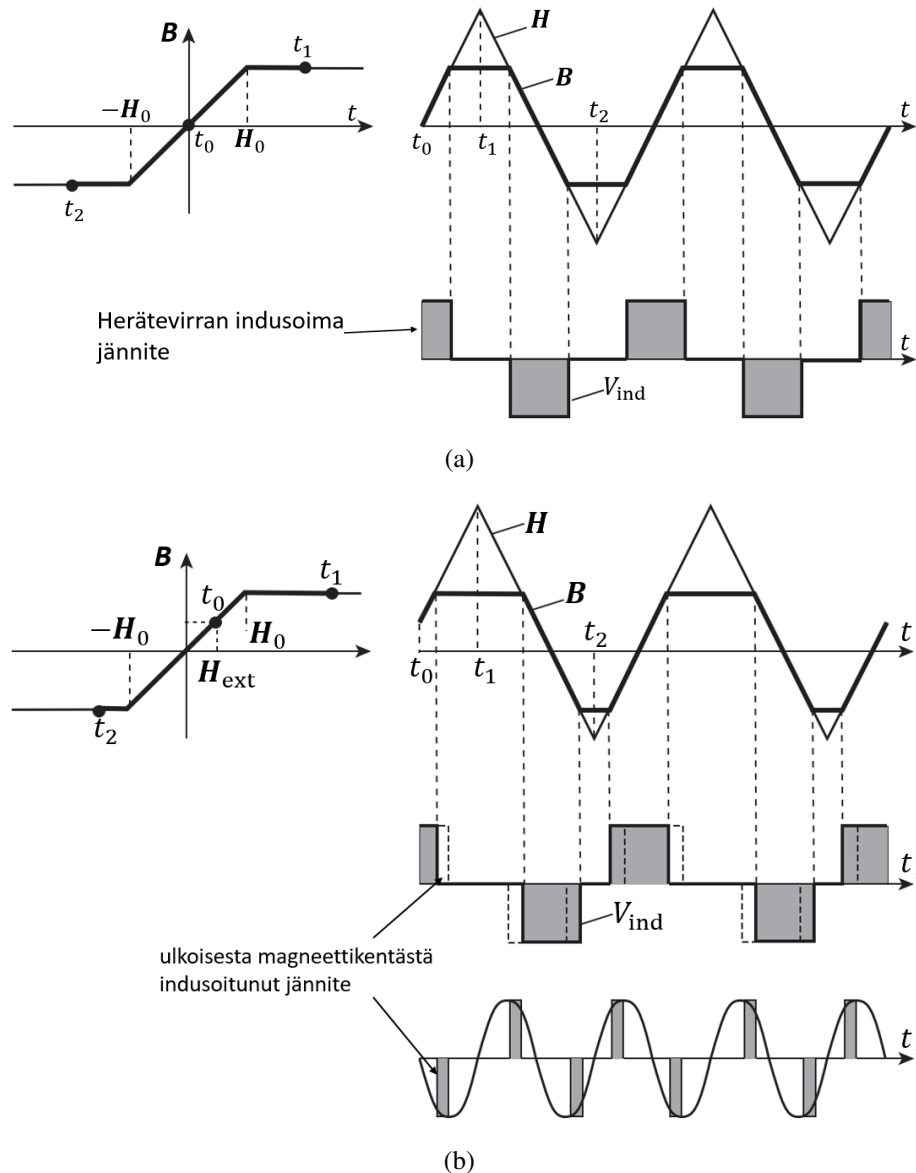 B
t₁
−H₀
t₀
H₀
t
t₂
H
B
t₂
t₀
t₁
t
Herätevirran indusoima
jännite
t
V_ind
(a)
B
t₀
t₁
−H₀
H₀
H_ext
t₂
H
B
t₂
t₀
t₁
t
t
V_ind
ulkoisesta magneettikentästä
indusoitunut jännite
t
(b)